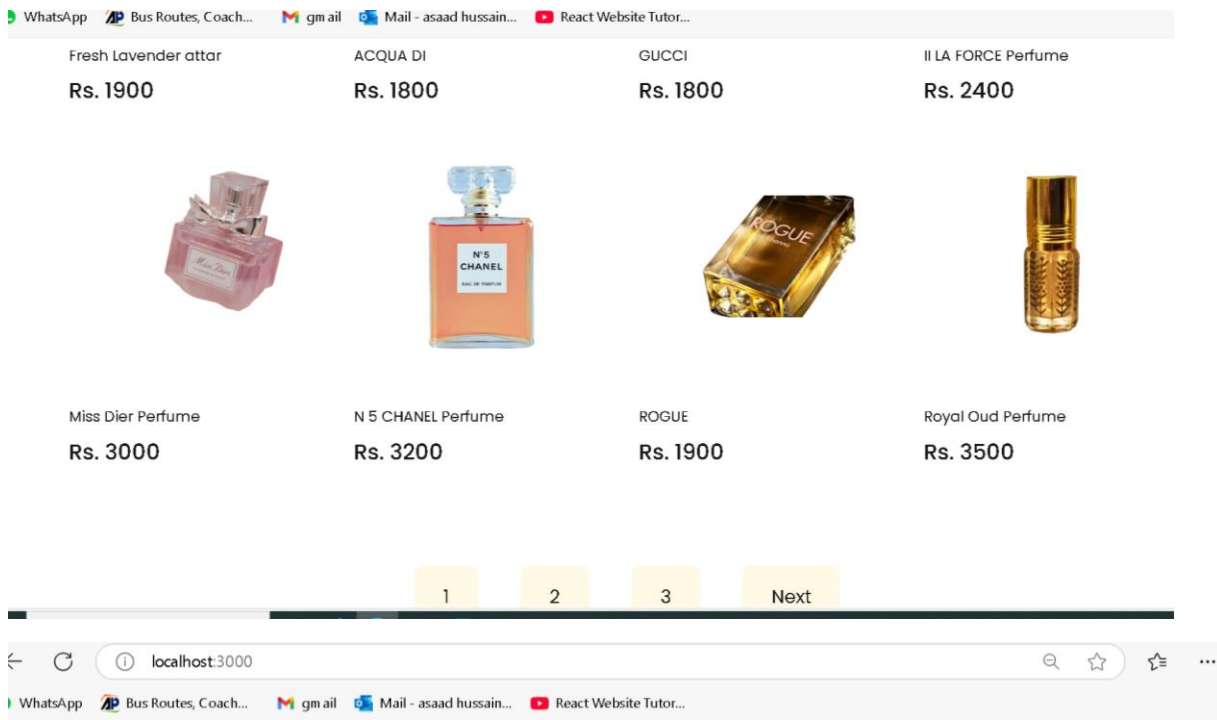 WhatsApp Bus Routes, Coach... gm ail Mail - asaad hussain... React Website Tutor...
Fresh Lavender attar ACQUA DI GUCCI II LA FORCE Perfume
Rs. 1900 Rs. 1800 Rs. 1800 Rs. 2400
Miss Dior
N°5
CHANEL
EAU DE PARFUM
ROGUE
Miss Dier Perfume N 5 CHANEL Perfume ROGUE Royal Oud Perfume
Rs. 3000 Rs. 3200 Rs. 1900 Rs. 3500
1 2 3 Next
localhost:3000
WhatsApp Bus Routes, Coach... gm ail Mail - asaad hussain... React Website Tutor...